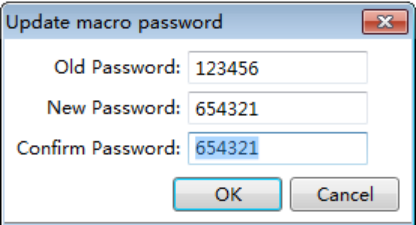 Update macro password
Old Password: 123456
New Password: 654321
Confirm Password: 654321
OK Cancel